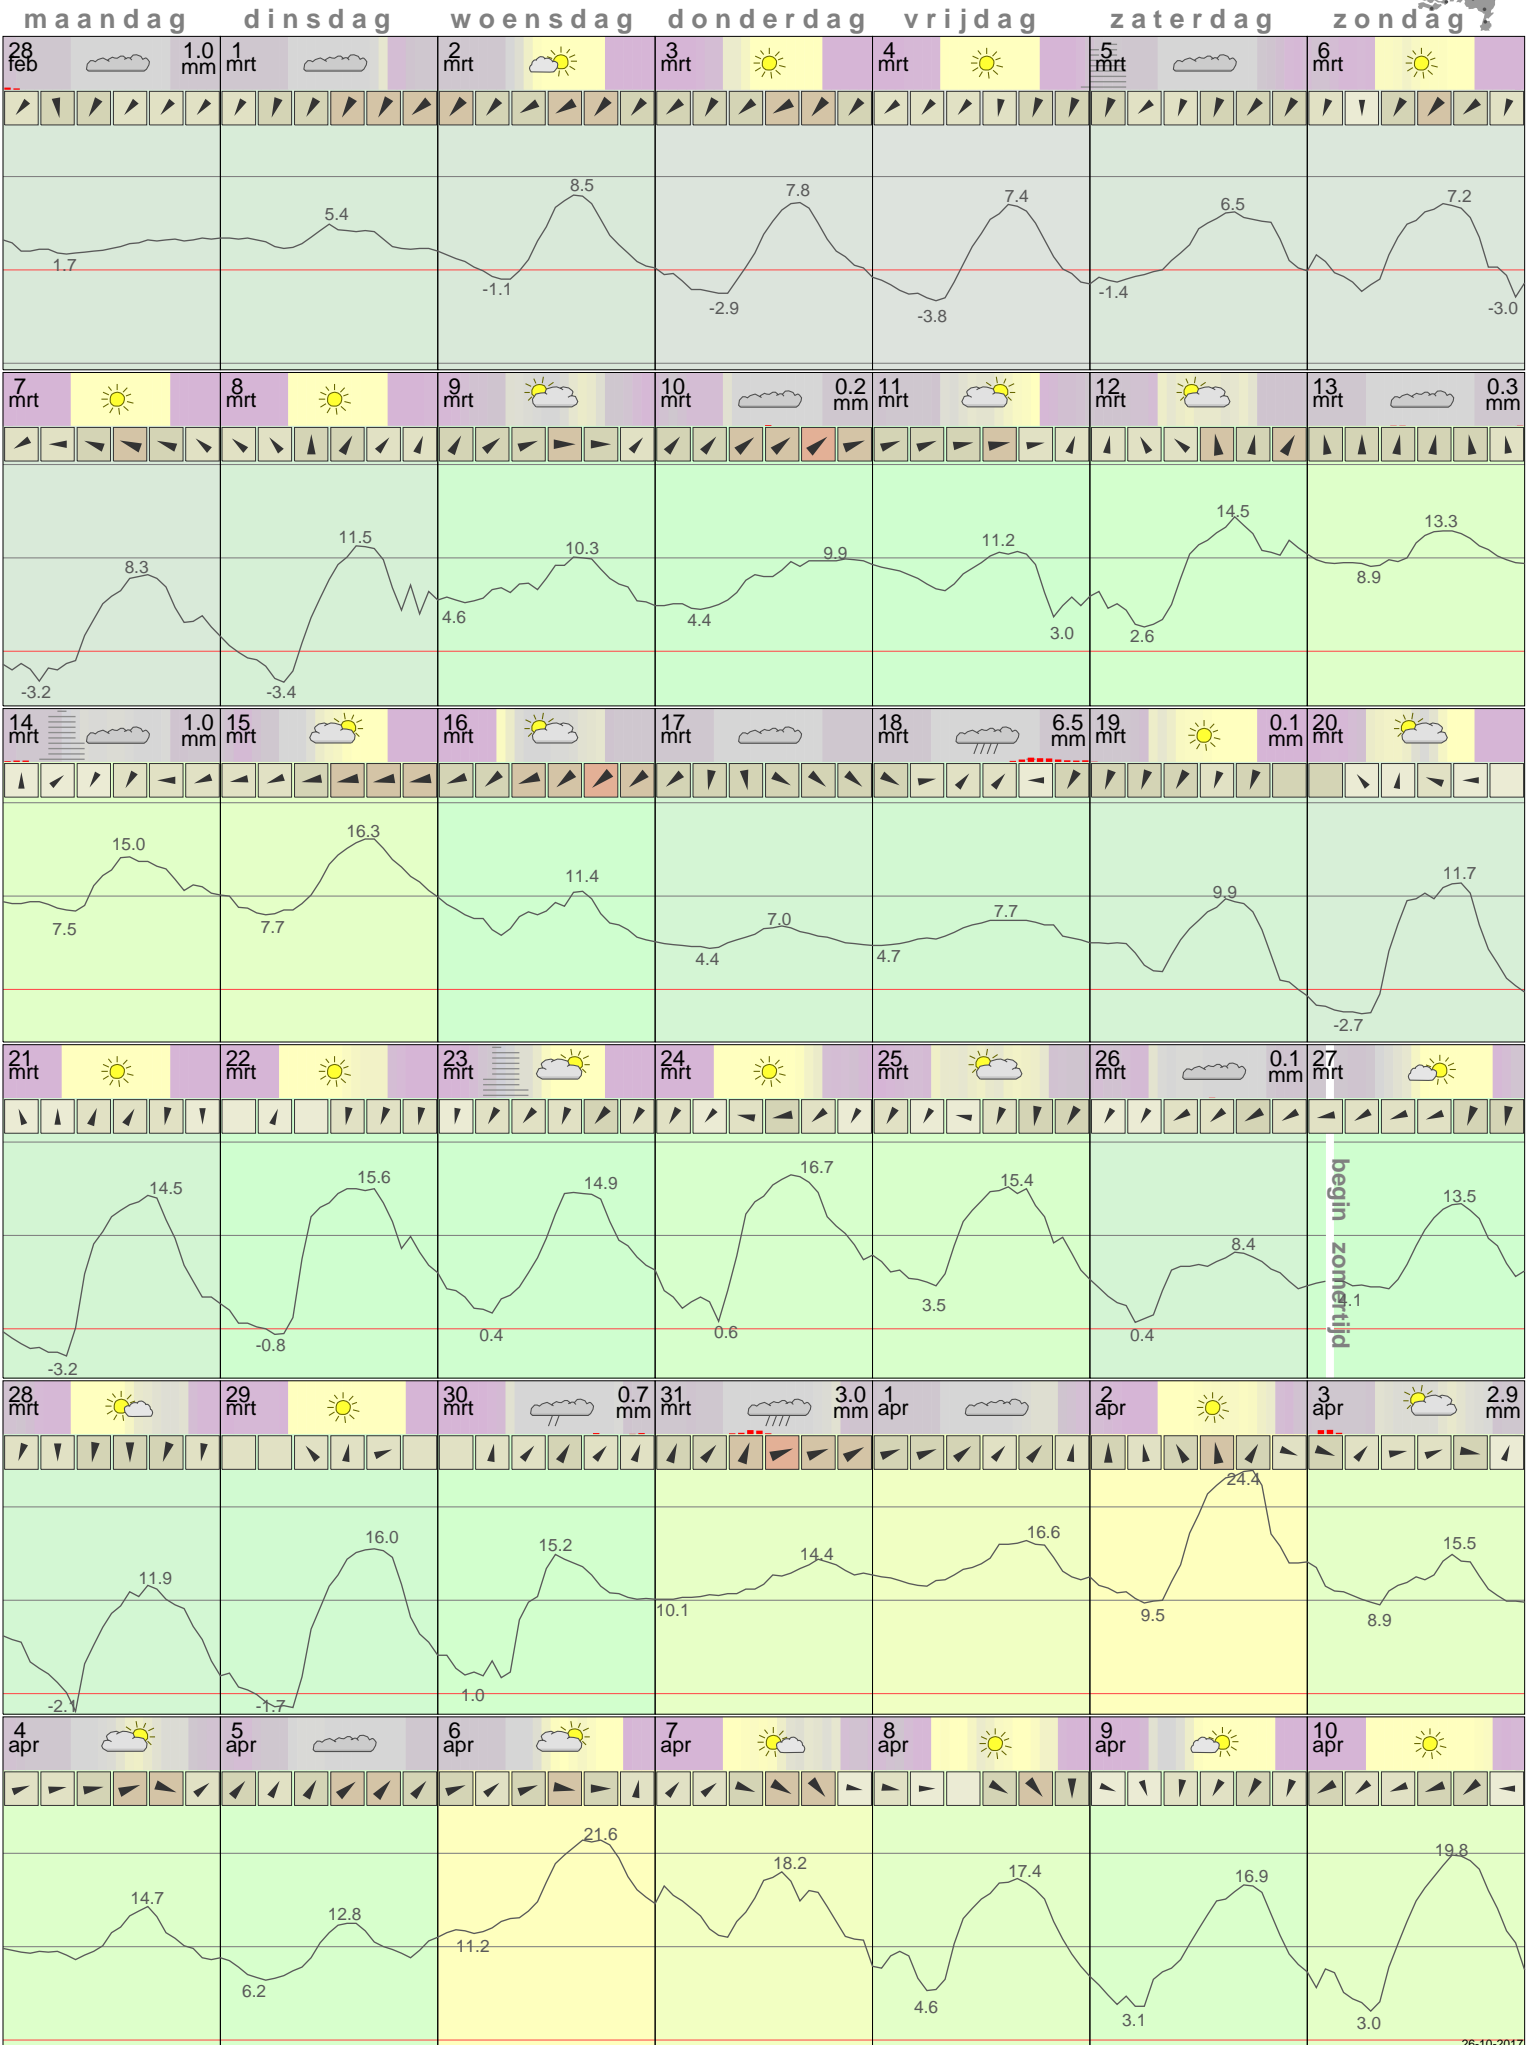 maandag dinsdag woensdag donderdag vrijdag zaterdag zondag
28 feb 1.0 mm 1 mrt 2 mrt 3 mrt 4 mrt 5 mrt 6 mrt
1.7 5.4 -1.1 8.5 -2.9 7.8 -3.8 7.4 -1.4 6.5 7.2 -3.0
7 mrt 8 mrt 9 mrt 10 mrt 0.2 mm 11 mrt 12 mrt 13 mrt 0.3 mm
-3.2 8.3 -3.4 11.5 4.6 10.3 4.4 9.9 11.2 3.0 2.6 14.5 8.9 13.3
14 mrt 1.0 mm 15 mrt 16 mrt 17 mrt 18 mrt 6.5 mm 19 mrt 0.1 mm 20 mrt
7.5 15.0 7.7 16.3 11.4 4.4 7.0 4.7 7.7 9.9 -2.7 11.7
21 mrt 22 mrt 23 mrt 24 mrt 25 mrt 26 mrt 0.1 mm 27 mrt
-3.2 14.5 -0.8 15.6 0.4 14.9 0.6 16.7 3.5 15.4 0.4 8.4 4.1 13.5
begin zomertijd
28 mrt 29 mrt 30 mrt 0.7 mm 31 mrt 3.0 mm 1 apr 2 apr 3 apr 2.9 mm
-2.1 11.9 -1.7 16.0 1.0 15.2 10.1 14.4 16.6 9.5 24.4 8.9 15.5
4 apr 5 apr 6 apr 7 apr 8 apr 9 apr 10 apr
14.7 6.2 12.8 11.2 21.6 18.2 4.6 17.4 3.1 16.9 3.0 19.8
26-10-2017